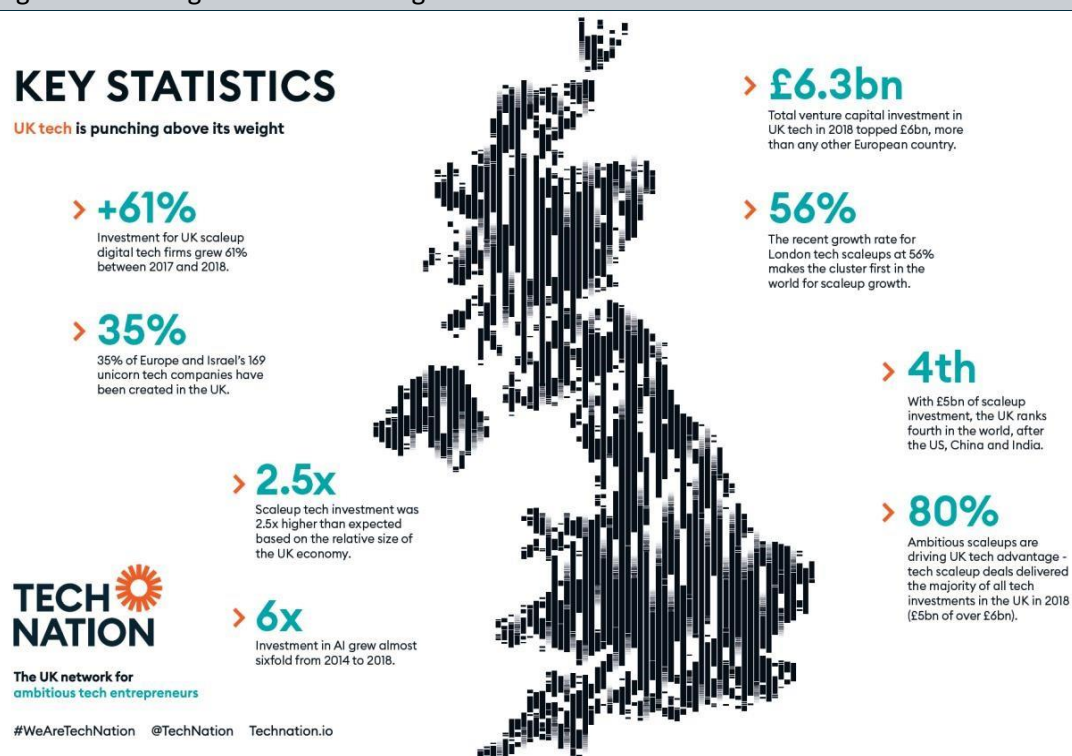 KEY STATISTICS
UK tech is punching above its weight
+61%
Investment for UK scaleup
digital tech firms grew 61%
between 2017 and 2018.
35%
35% of Europe and Israel's 169
unicorn tech companies have
been created in the UK.
2.5x
Scaleup tech investment was
2.5x higher than expected
based on the relative size of
the UK economy.
6x
Investment in AI grew almost
sixfold from 2014 to 2018.
£6.3bn
Total venture capital investment in
UK tech in 2018 topped £6bn, more
than any other European country.
56%
The recent growth rate for
London tech scaleups at 56%
makes the cluster first in the
world for scaleup growth.
4th
With £5bn of scaleup
investment, the UK ranks
fourth in the world, after
the US, China and India.
80%
Ambitious scaleups are
driving UK tech advantage -
tech scaleup deals delivered
the majority of all tech
investments in the UK in 2018
(£5bn of over £6bn).
TECH
NATION
The UK network for
ambitious tech entrepreneurs
#WeAreTechNation @TechNation Technation.io